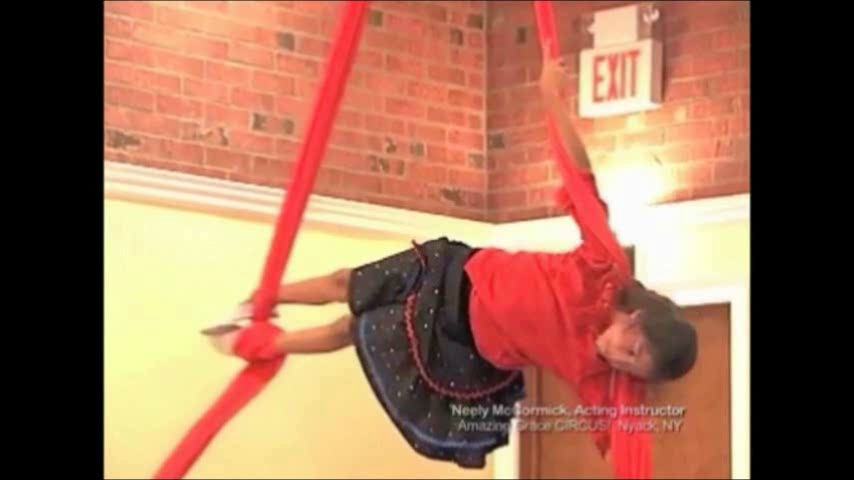 EXIT
Neely McCormick, Acting Instructor
Amazing Grace CIRCUS! Nyack, NY